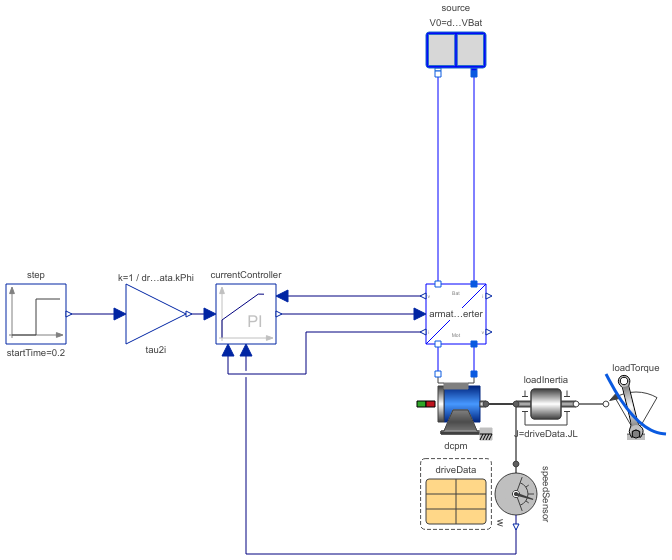 source
V0=d...VBat
step
startTime=0.2
k=1 / dr...ata.kPhi
tau2i
currentController
PI
Bat
armat...erter
Mot
dcpm
loadInertia
J=driveData.JL
loadTorque
driveData
speedSensor
w